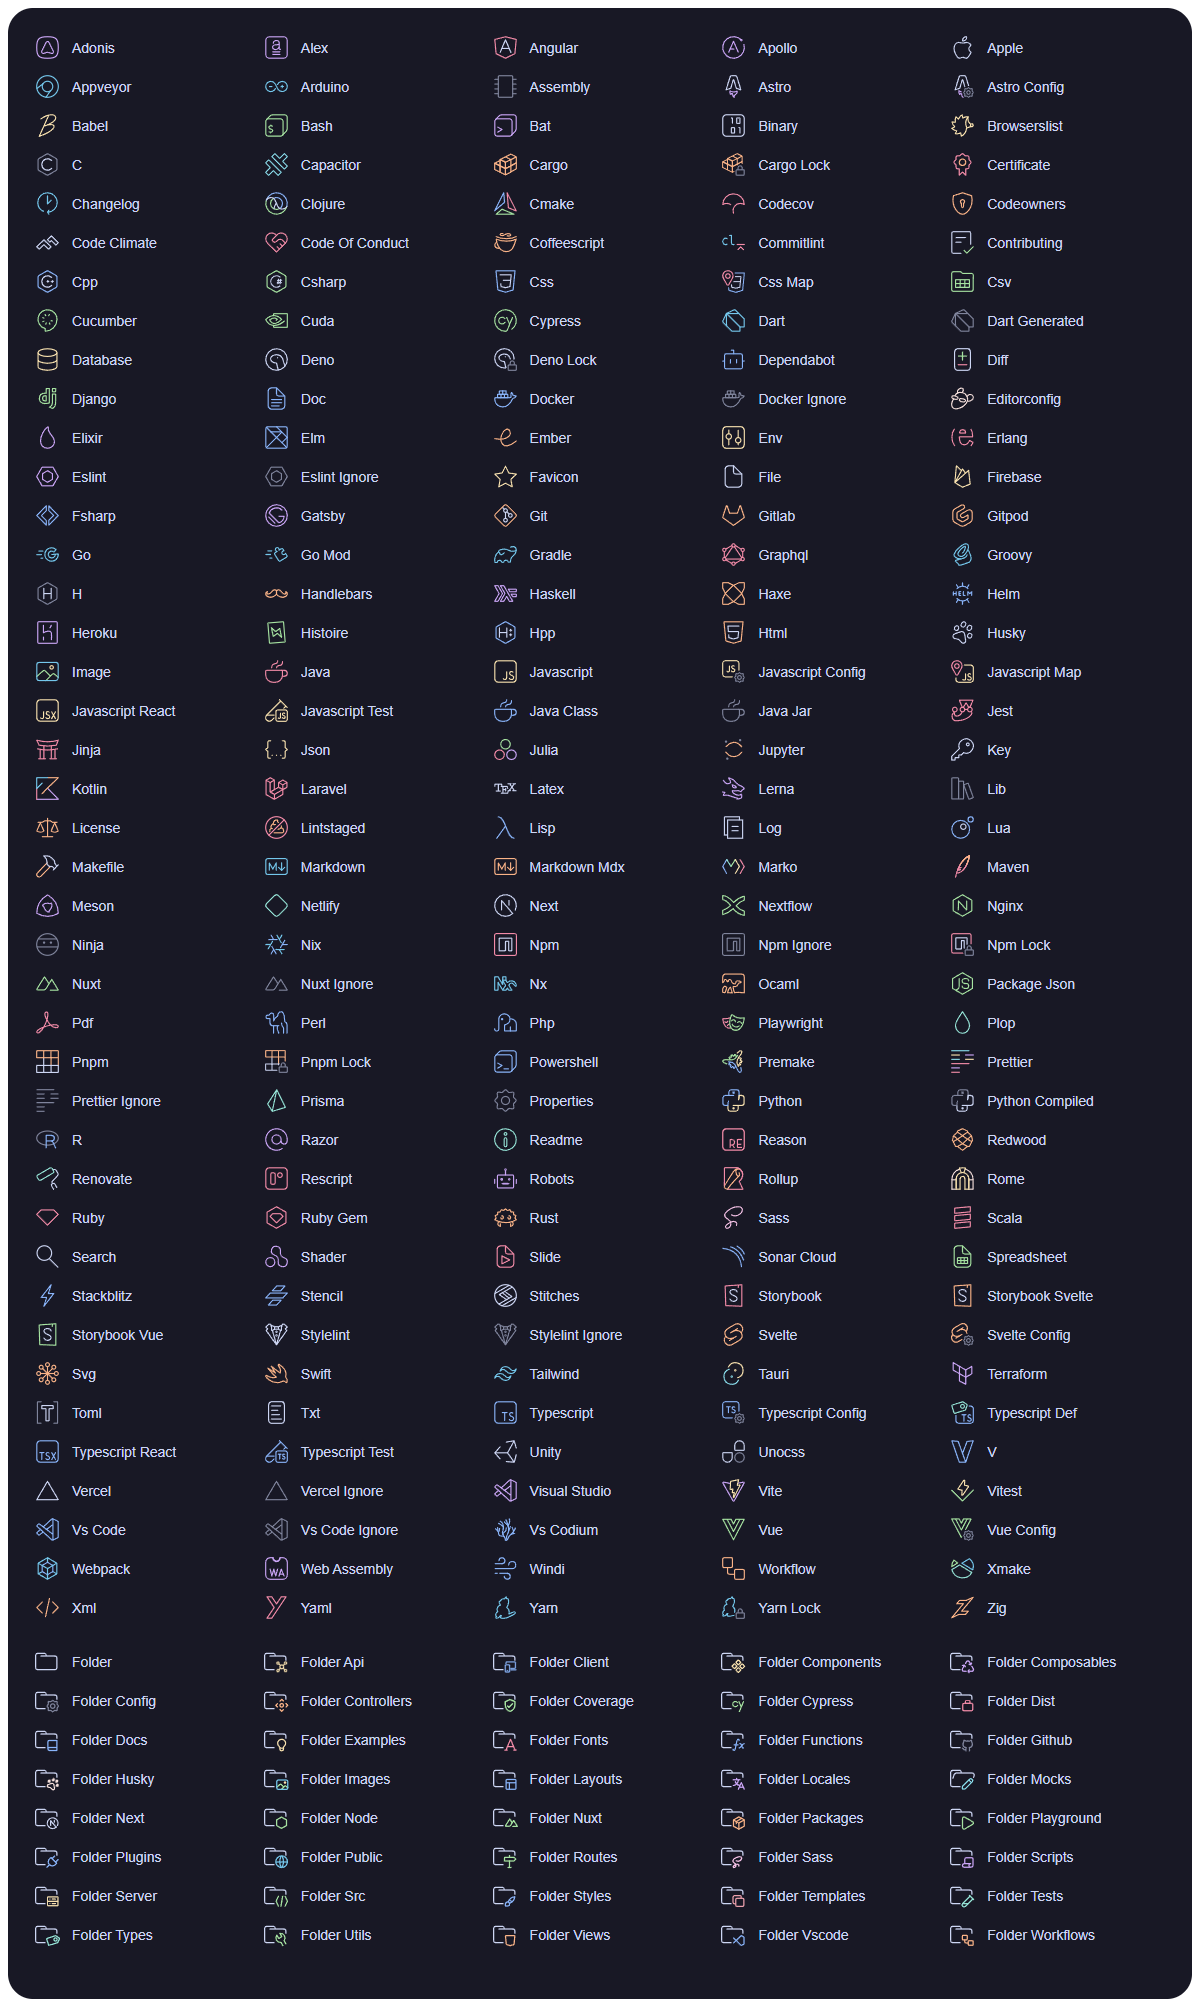 Adonis Alex Angular Apollo Apple
Appveyor Arduino Assembly Astro Astro Config
Babel Bash Bat Binary Browserslist
C Capacitor Cargo Cargo Lock Certificate
Changelog Clojure Cmake Codecov Codeowners
Code Climate Code Of Conduct Coffeescript Commitlint Contributing
Cpp Csharp Css Css Map Csv
Cucumber Cuda Cypress Dart Dart Generated
Database Deno Deno Lock Dependabot Diff
Django Doc Docker Docker Ignore Editorconfig
Elixir Elm Ember Env Erlang
Eslint Eslint Ignore Favicon File Firebase
Fsharp Gatsby Git Gitlab Gitpod
Go Go Mod Gradle Graphql Groovy
H Handlebars Haskell Haxe Helm
Heroku Histoire Hpp Html Husky
Image Java Javascript Javascript Config Javascript Map
Javascript React Javascript Test Java Class Java Jar Jest
Jinja Json Julia Jupyter Key
Kotlin Laravel Latex Lerna Lib
License Lintstaged Lisp Log Lua
Makefile Markdown Markdown Mdx Marko Maven
Meson Netlify Next Nextflow Nginx
Ninja Nix Npm Npm Ignore Npm Lock
Nuxt Nuxt Ignore Nx Ocaml Package Json
Pdf Perl Php Playwright Plop
Pnpm Pnpm Lock Powershell Premake Prettier
Prettier Ignore Prisma Properties Python Python Compiled
R Razor Readme Reason Redwood
Renovate Rescript Robots Rollup Rome
Ruby Ruby Gem Rust Sass Scala
Search Shader Slide Sonar Cloud Spreadsheet
Stackblitz Stencil Stitches Storybook Storybook Svelte
Storybook Vue Stylelint Stylelint Ignore Svelte Svelte Config
Svg Swift Tailwind Tauri Terraform
Toml Txt Typescript Typescript Config Typescript Def
Typescript React Typescript Test Unity Unocss V
Vercel Vercel Ignore Visual Studio Vite Vitest
Vs Code Vs Code Ignore Vs Codium Vue Vue Config
Webpack Web Assembly Windi Workflow Xmake
Xml Yaml Yarn Yarn Lock Zig
Folder Folder Api Folder Client Folder Components Folder Composables
Folder Config Folder Controllers Folder Coverage Folder Cypress Folder Dist
Folder Docs Folder Examples Folder Fonts Folder Functions Folder Github
Folder Husky Folder Images Folder Layouts Folder Locales Folder Mocks
Folder Next Folder Node Folder Nuxt Folder Packages Folder Playground
Folder Plugins Folder Public Folder Routes Folder Sass Folder Scripts
Folder Server Folder Src Folder Styles Folder Templates Folder Tests
Folder Types Folder Utils Folder Views Folder Vscode Folder Workflows